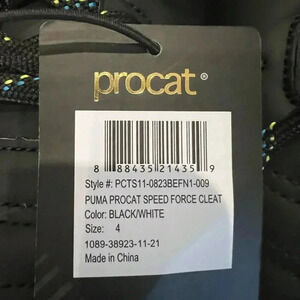 procat®
8 88435 21435 9
Style #: PCTS11-0823BEFN1-009
PUMA PROCAT SPEED FORCE CLEAT
Color: BLACK/WHITE
Size: 4
1089-38923-11-21
Made in China